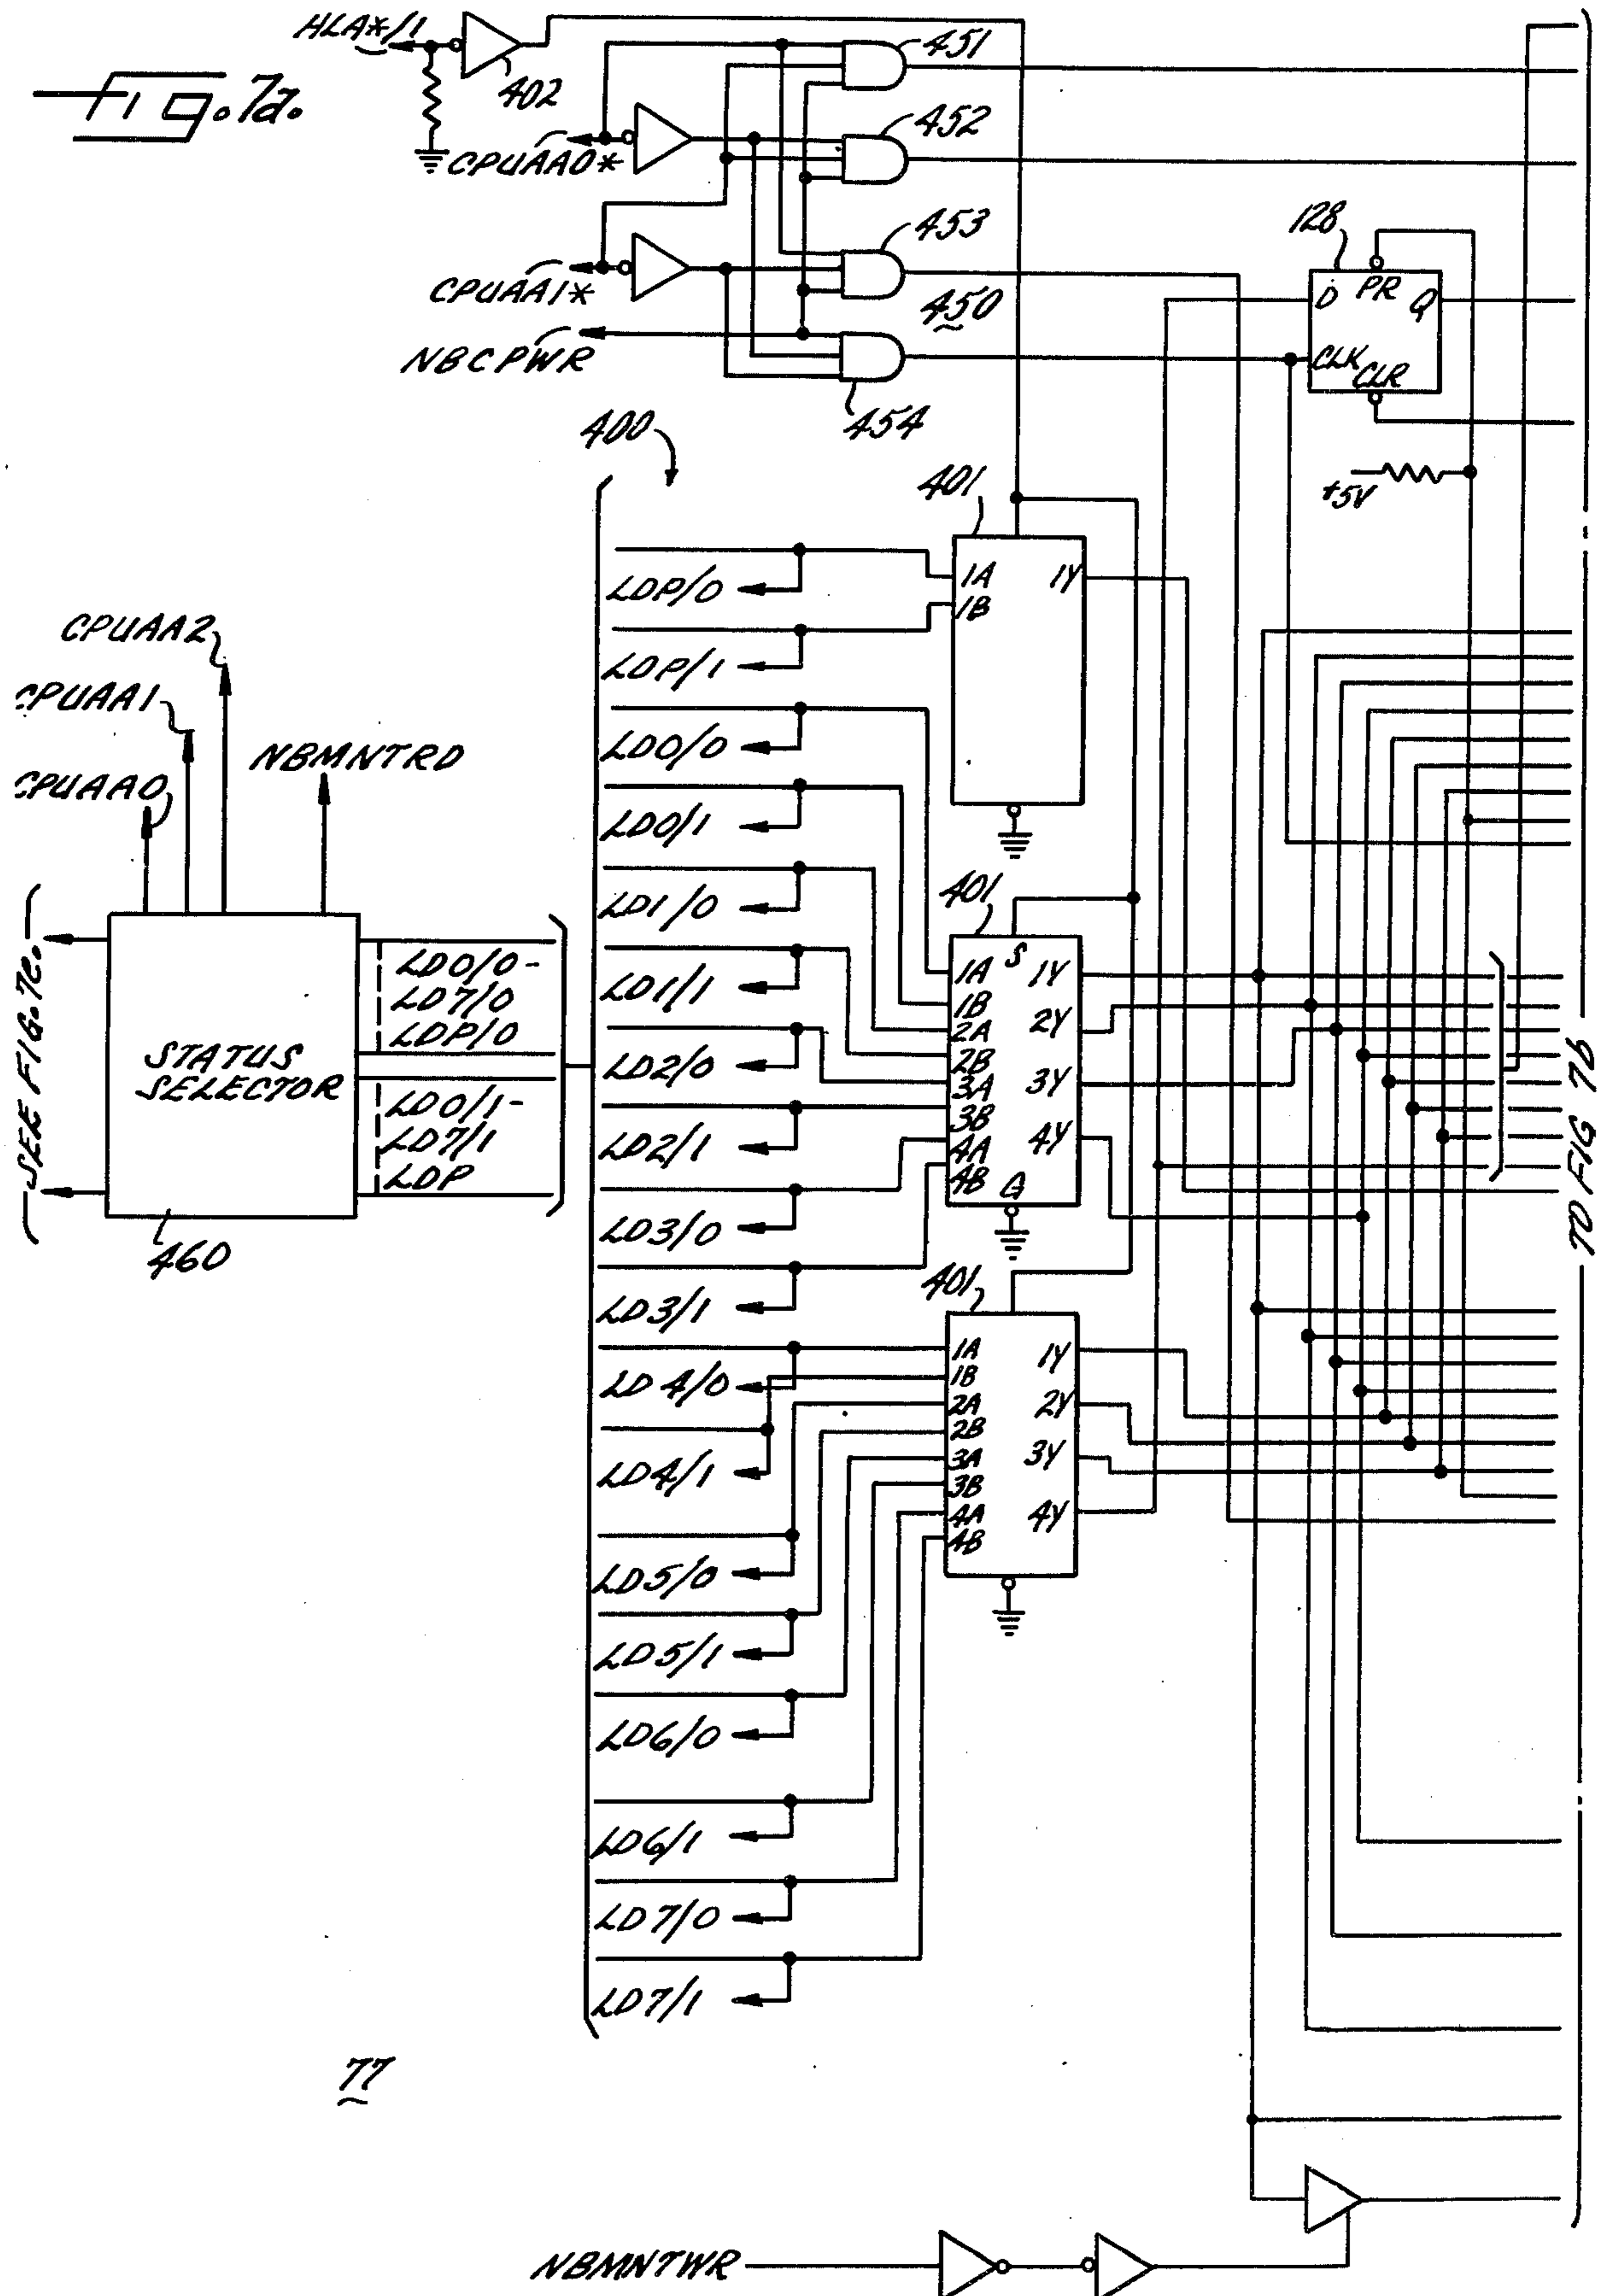 Fig. 7a.
HLA*/1
402
451
CPUAA0*
452
453
CPUAA1*
450
NBCPWR
454
128
D PR Q
CLK
CLR
+5V
400
401
1A 1Y
1B
LDP/0
LDP/1
LD0/0
LD0/1
LD1/0
LD1/1
LD2/0
LD2/1
LD3/0
LD3/1
LD4/0
LD4/1
LD5/0
LD5/1
LD6/0
LD6/1
LD7/0
LD7/1
CPUAA2
CPUAA1
CPUAA0
NBMNTRD
SEE FIG. 7c.
STATUS
SELECTOR
460
LD0/0-
LD7/0
LDP/0
LD0/1-
LD7/1
LDP
401
S
1A 1Y
1B
2A 2Y
2B
3A 3Y
3B
4A 4Y
4B
G
401
1A 1Y
1B
2A 2Y
2B
3A 3Y
3B
4A 4Y
4B
TO FIG 7b
77
NBMNTWR